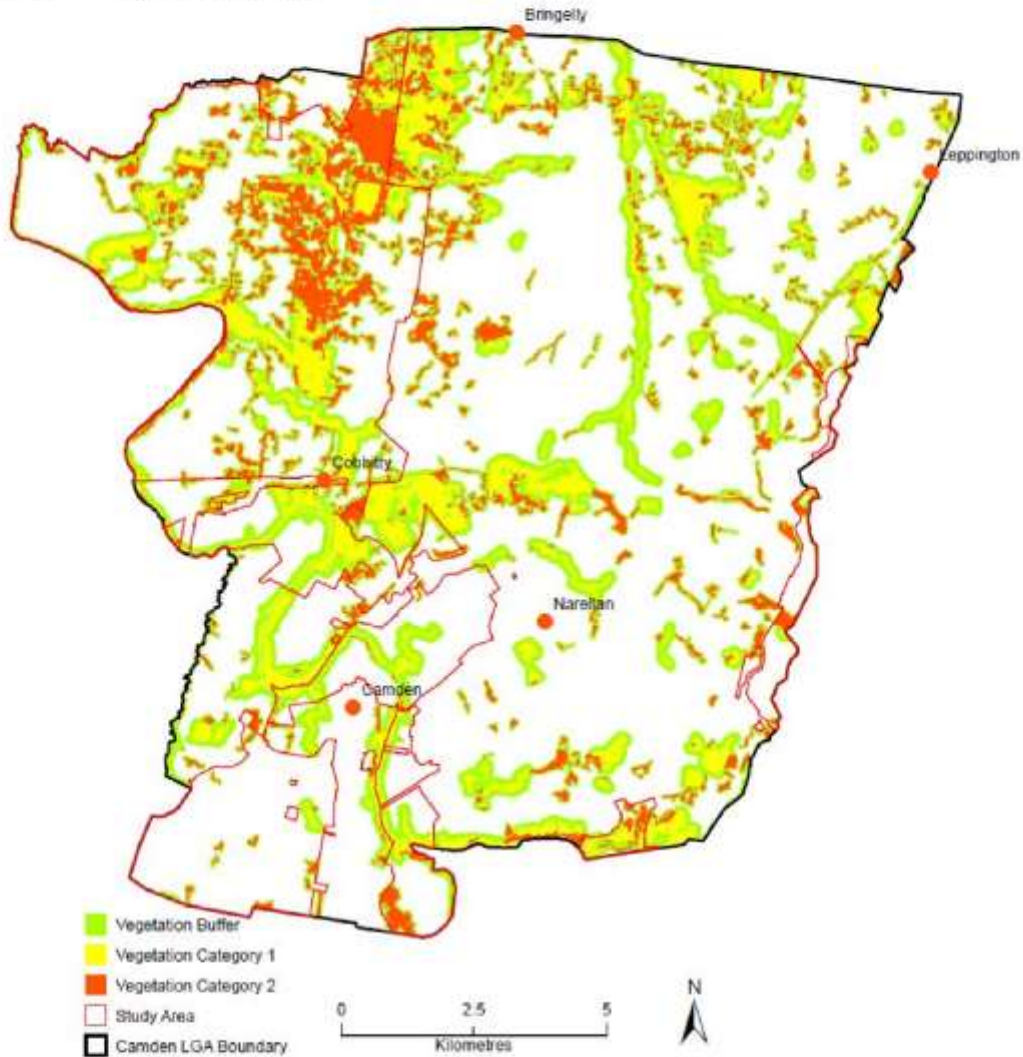 Bringelly
Leppington
Cobbitty
Narellan
Camden
Vegetation Buffer
Vegetation Category 1
Vegetation Category 2
Study Area
Camden LGA Boundary
0 2.5 5
Kilometres
N